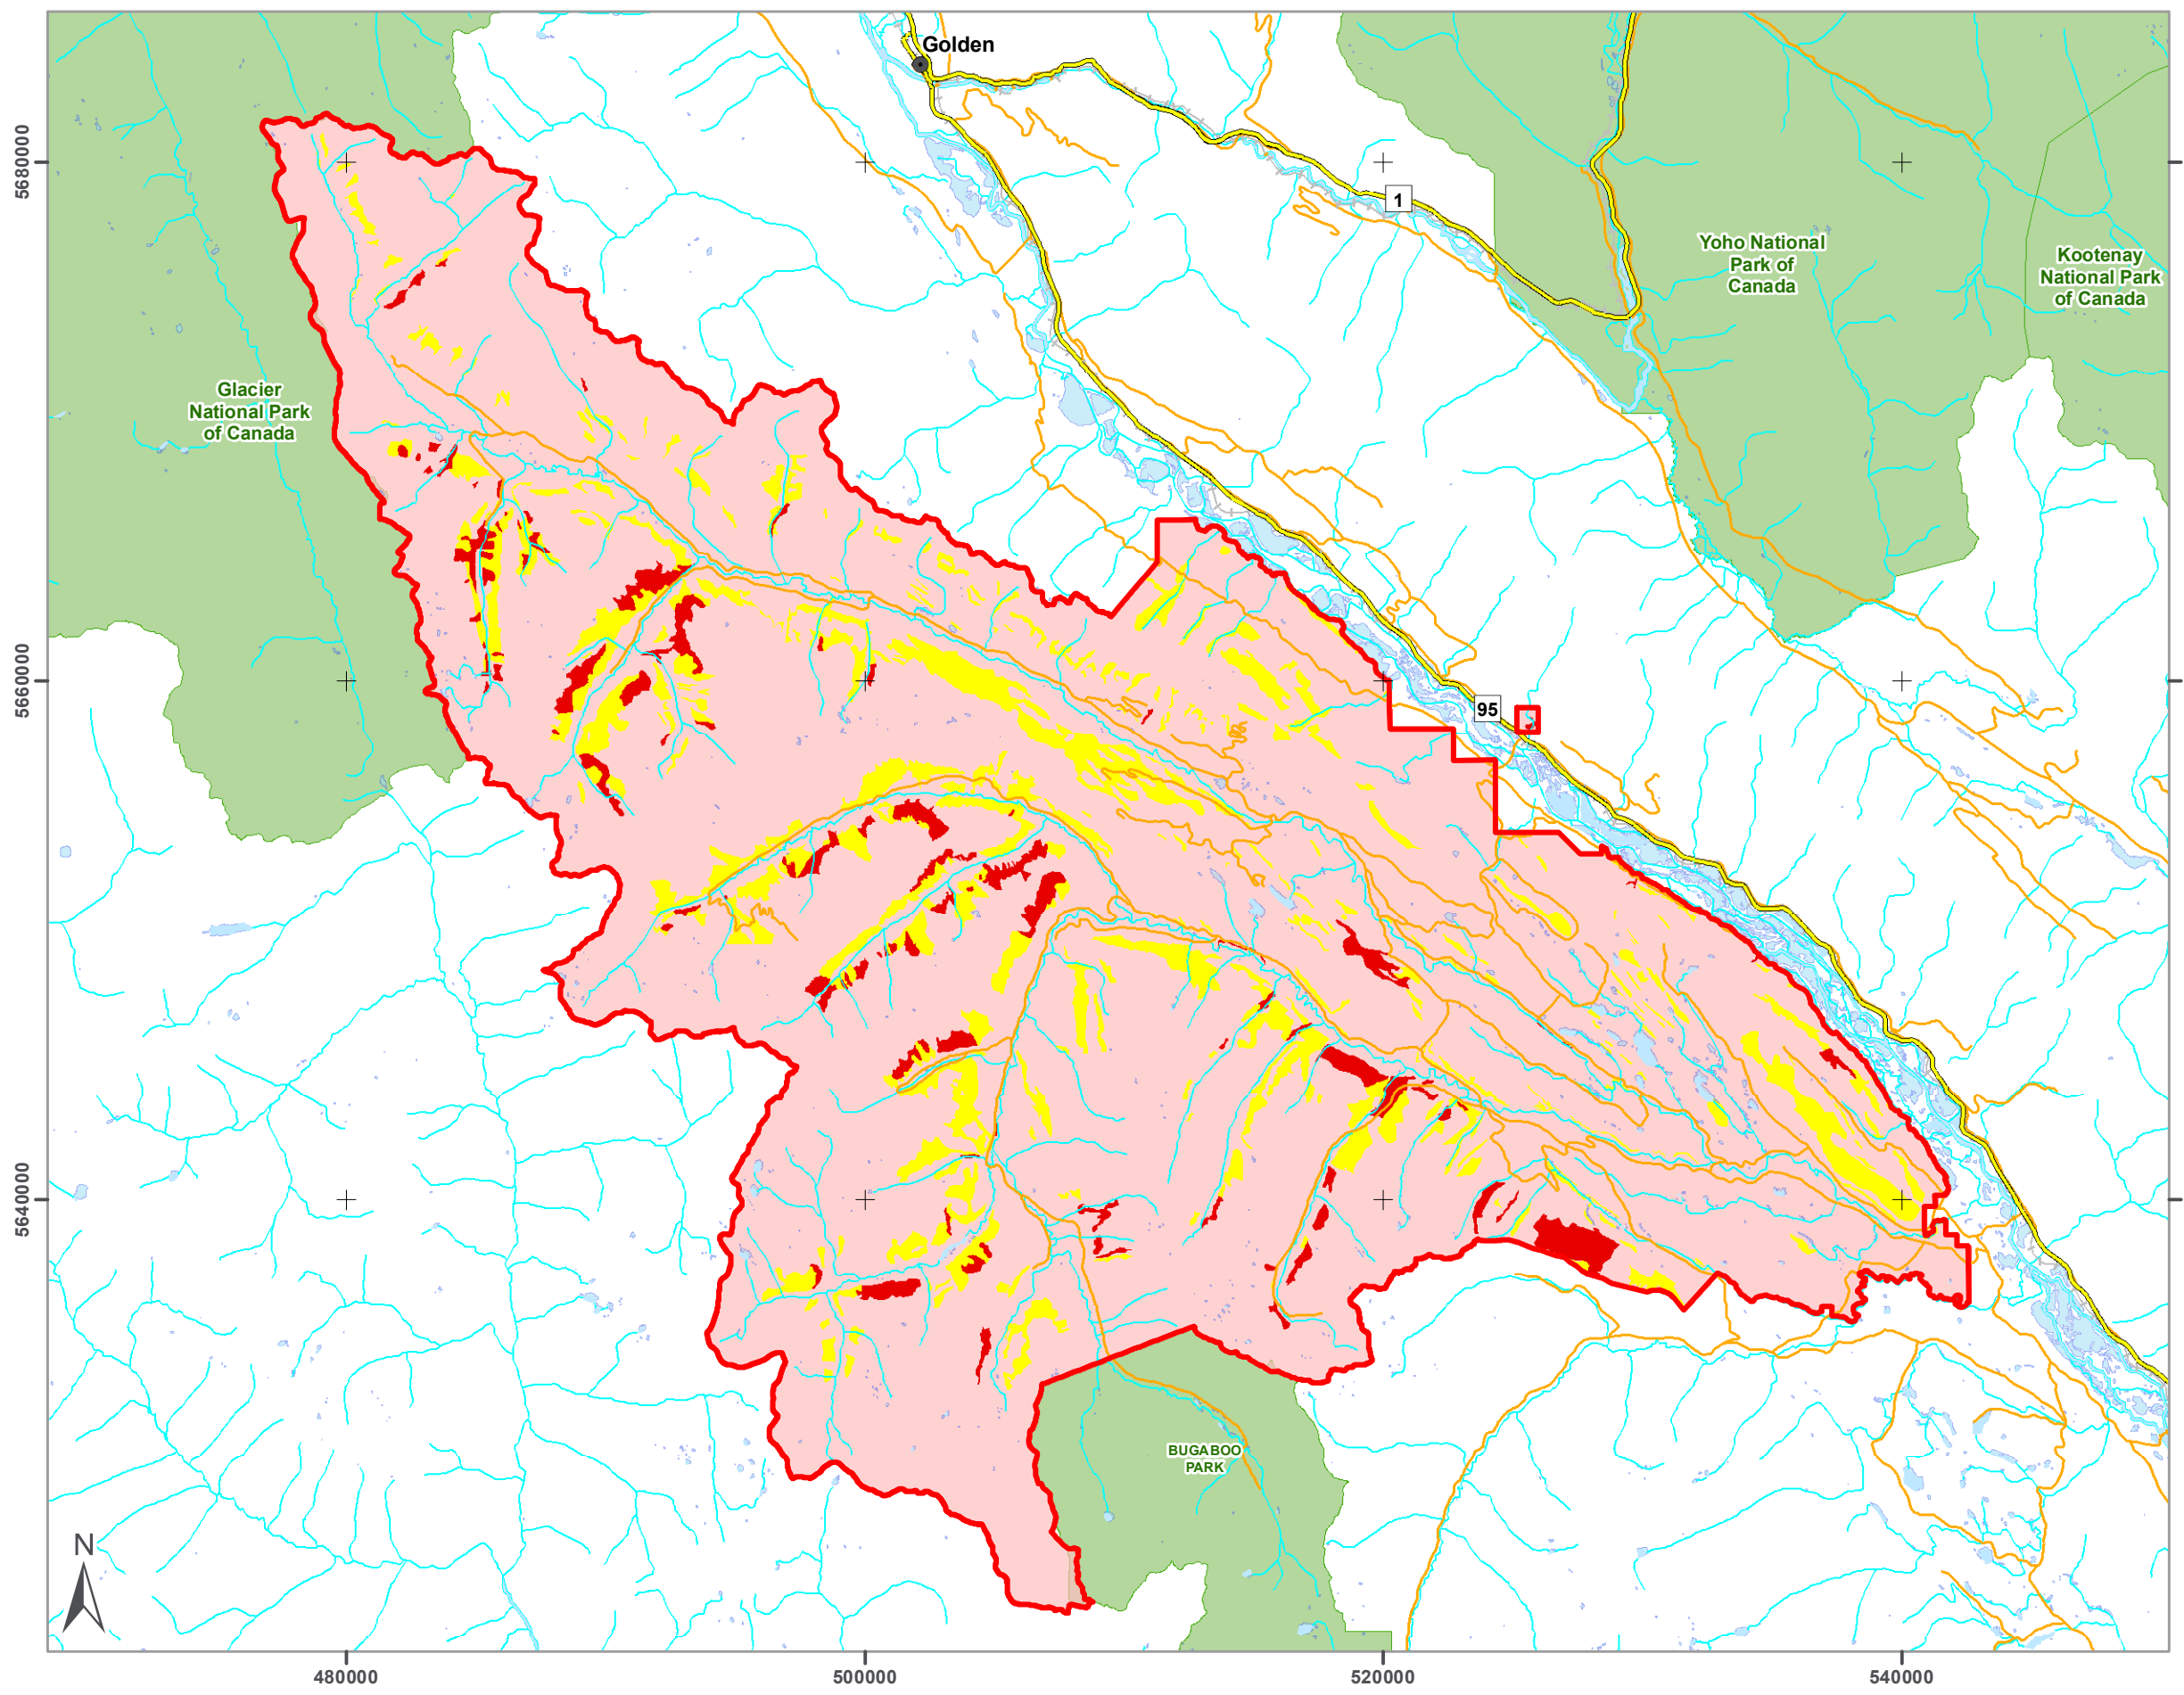 Golden
5680000
1
Yoho National
Park of
Canada
Kootenay
National Park
of Canada
Glacier
National Park
of Canada
5660000
95
5640000
BUGABOO
PARK
N
480000
500000
520000
540000